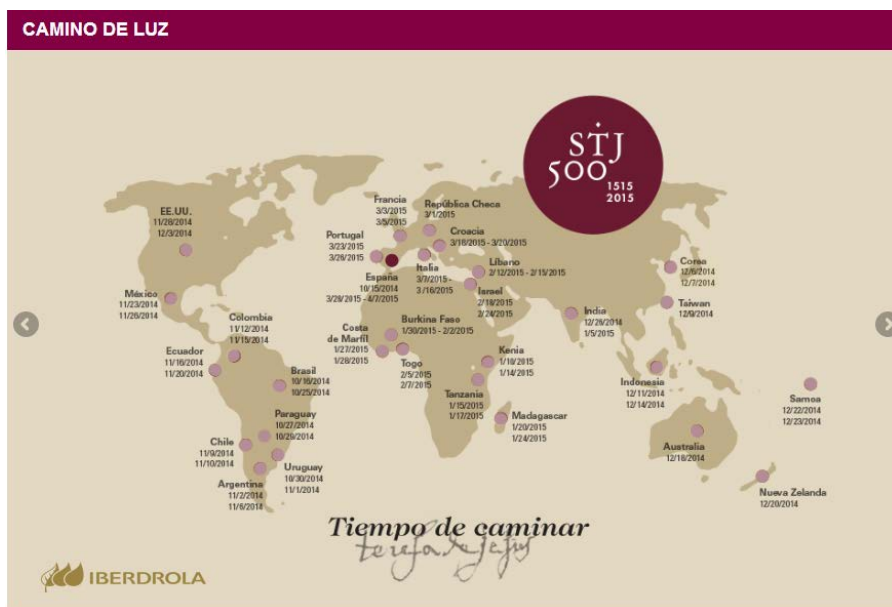 CAMINO DE LUZ
STJ
500
1515
2015
EE.UU.
11/28/2014
12/3/2014
México
11/23/2014
11/26/2014
Colombia
11/12/2014
11/15/2014
Ecuador
11/16/2014
11/20/2014
Brasil
10/16/2014
10/25/2014
Paraguay
10/27/2014
10/29/2014
Chile
11/9/2014
11/10/2014
Uruguay
10/30/2014
11/1/2014
Argentina
11/2/2014
11/6/2014
Francia
3/3/2015
3/5/2015
República Checa
3/1/2015
Portugal
3/23/2015
3/26/2015
Croacia
3/18/2015 - 3/20/2015
España
10/15/2014
3/28/2015 - 4/7/2015
Italia
3/7/2015 -
3/16/2015
Líbano
2/12/2015 - 2/15/2015
Israel
2/18/2015
2/24/2015
Burkina Faso
1/30/2015 - 2/2/2015
Costa
de Marfil
1/27/2015
1/28/2015
Togo
2/5/2015
2/7/2015
Kenia
1/10/2015
1/14/2015
Tanzania
1/15/2015
1/17/2015
Madagascar
1/20/2015
1/24/2015
India
12/26/2014
1/5/2015
Corea
12/6/2014
12/7/2014
Taiwan
12/9/2014
Indonesia
12/11/2014
12/14/2014
Samoa
12/22/2014
12/23/2014
Australia
12/18/2014
Nueva Zelanda
12/20/2014
Tiempo de caminar
teresa de jesus
IBERDROLA